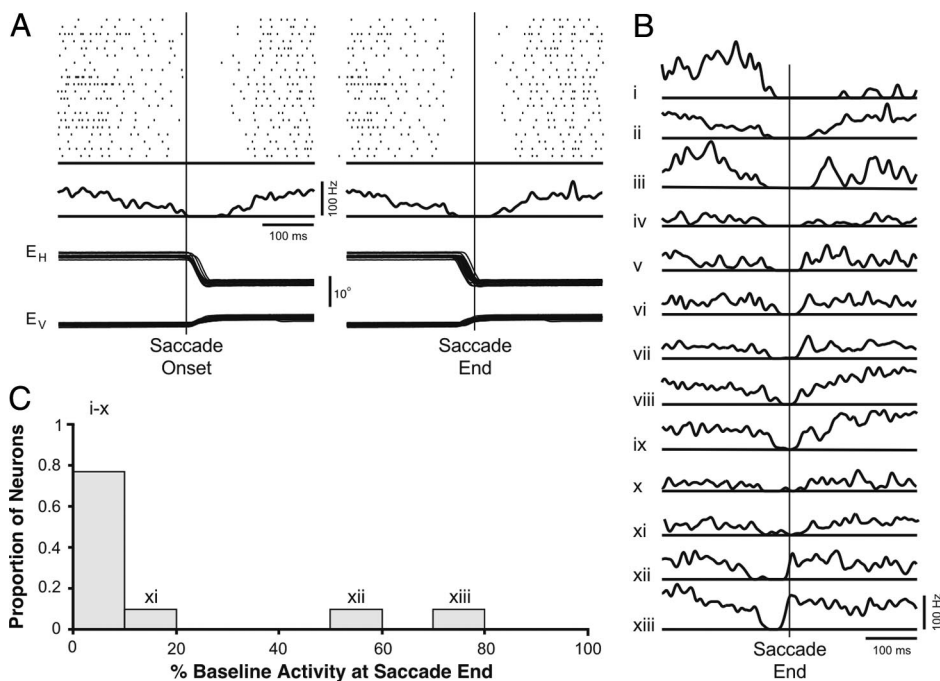 A
100 Hz
100 ms
E H
10°
E V
Saccade
Onset
Saccade
End
B
i
ii
iii
iv
v
vi
vii
viii
ix
x
xi
xii
xiii
100 Hz
Saccade
End
100 ms
C
i-x
Proportion of Neurons
1
0.8
0.6
0.4
0.2
0
xi
xii
xiii
0
20
40
60
80
100
% Baseline Activity at Saccade End